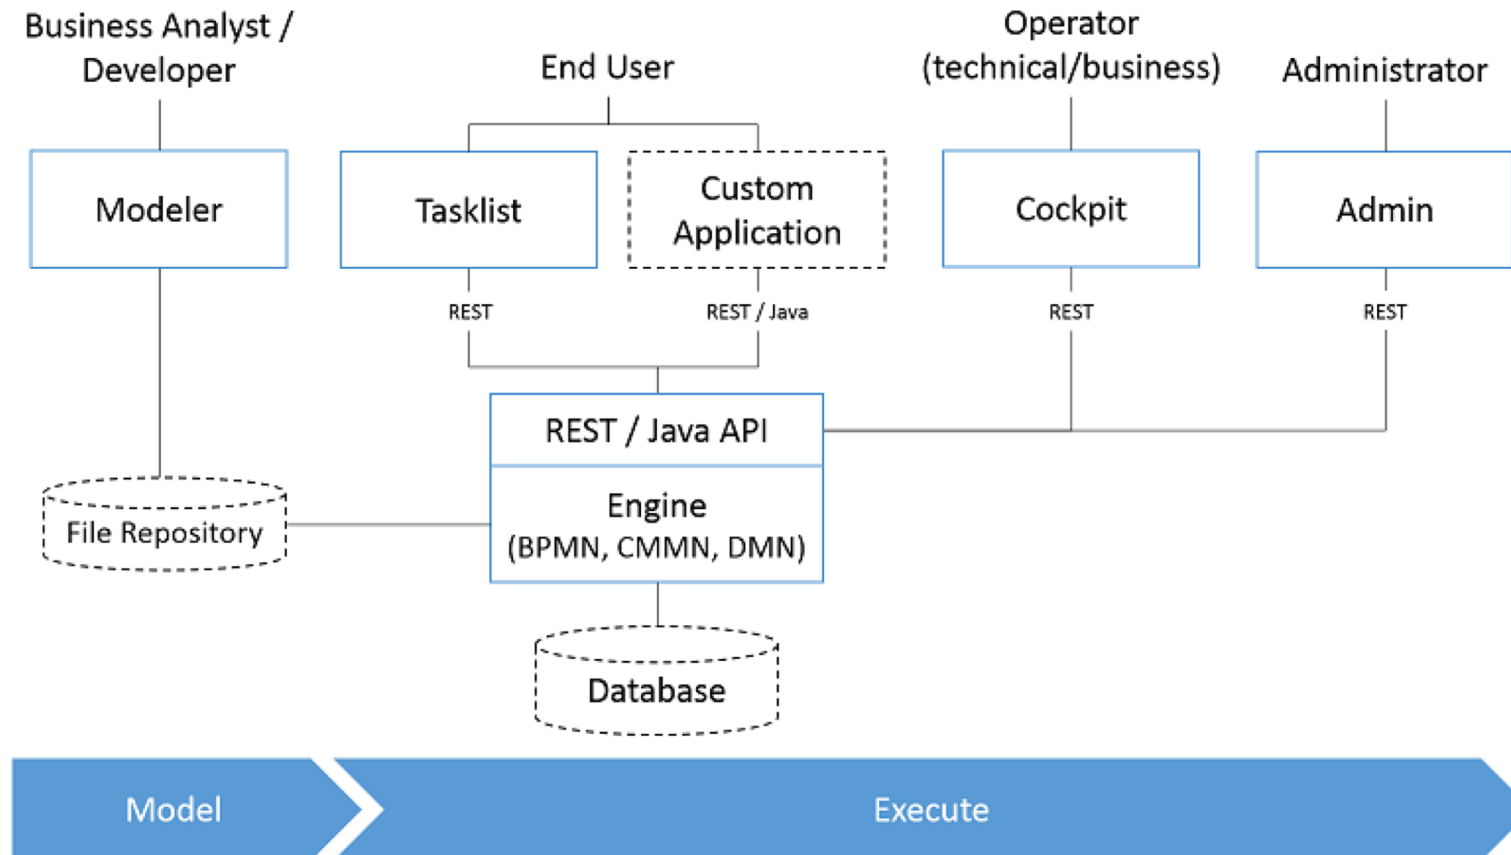 Business Analyst /
Developer
End User
Operator
(technical/business)
Administrator
Modeler
Tasklist
Custom
Application
Cockpit
Admin
REST
REST / Java
REST
REST
REST / Java API
Engine
(BPMN, CMMN, DMN)
File Repository
Database
Model
Execute